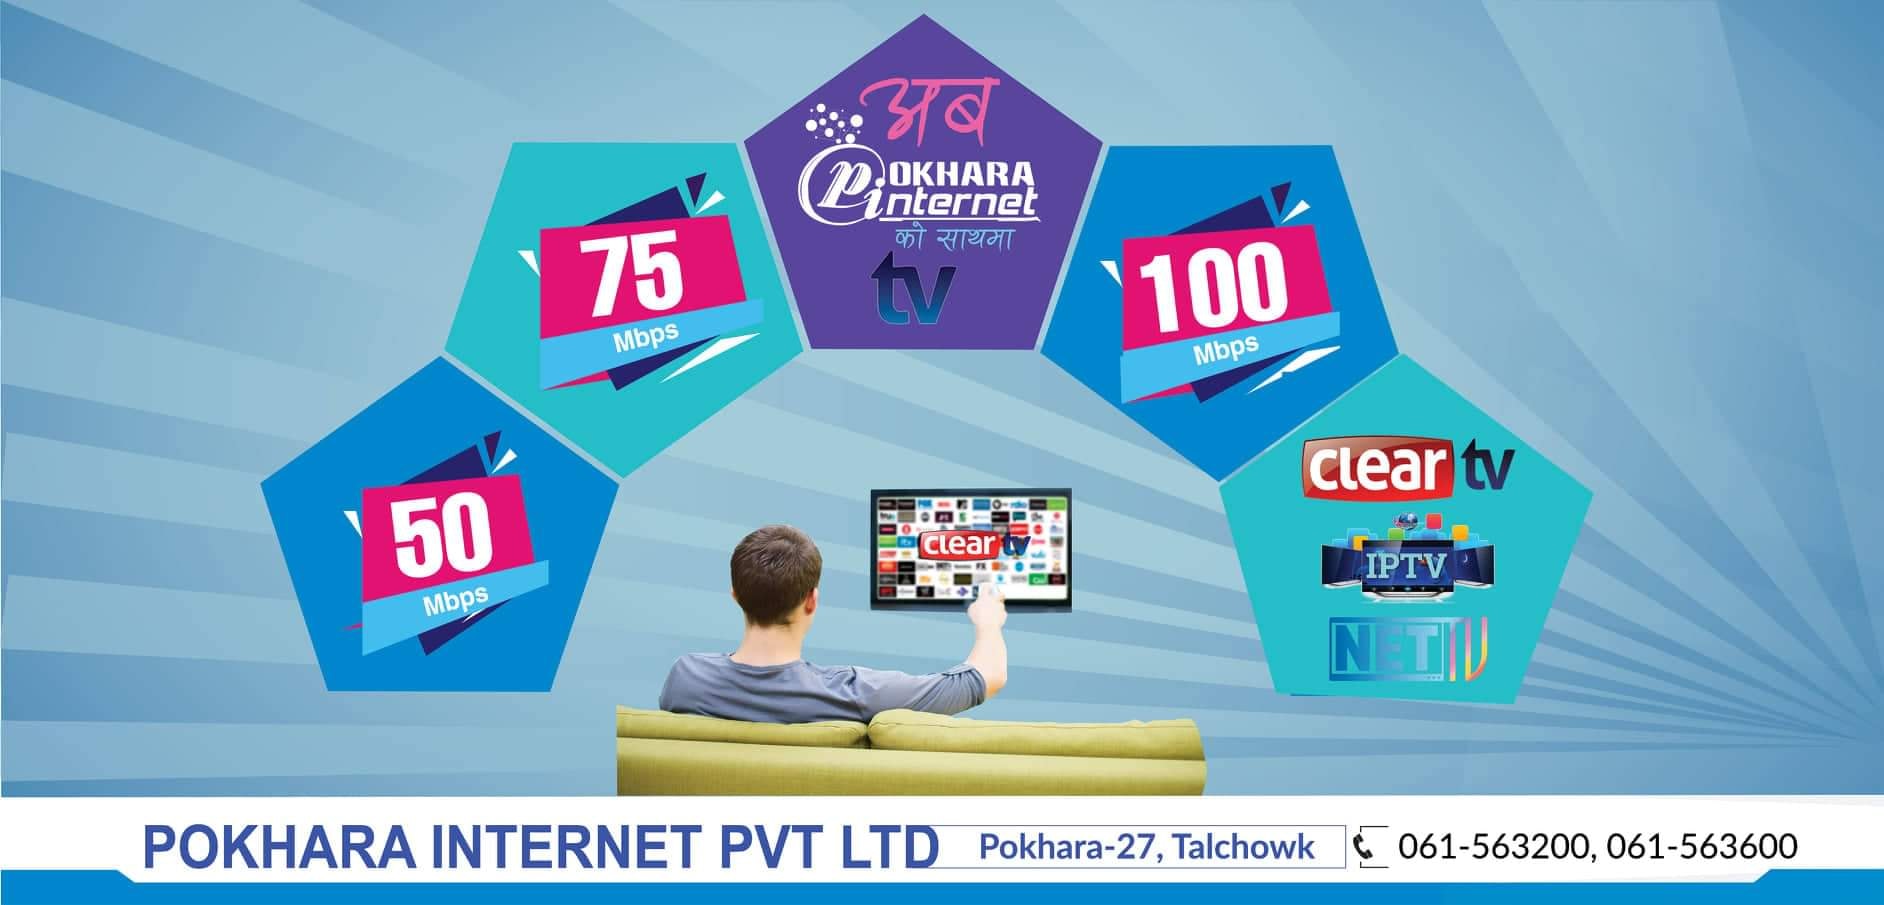 अब
POKHARA
internet
को साथमा
tv
75
Mbps
100
Mbps
50
Mbps
clear tv
IPTV
NET TV
clear tv
POKHARA INTERNET PVT LTD
Pokhara-27, Talchowk
061-563200, 061-563600